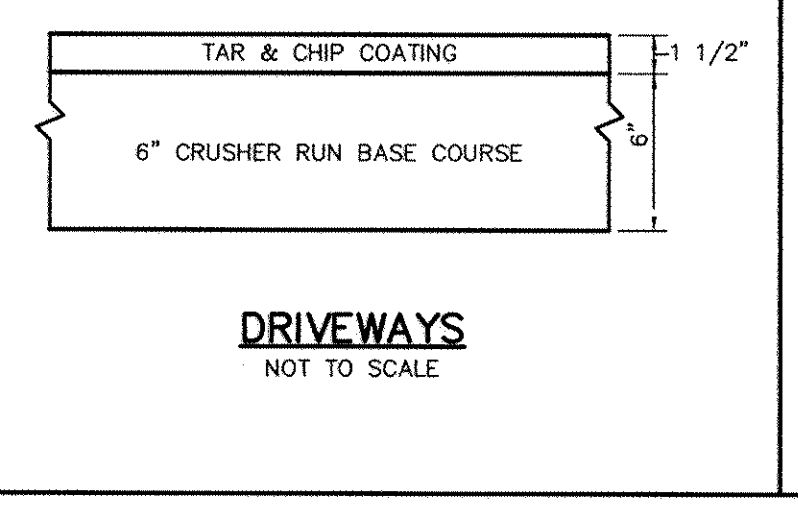 TAR & CHIP COATING
1 1/2"
6" CRUSHER RUN BASE COURSE
6"
DRIVEWAYS
NOT TO SCALE